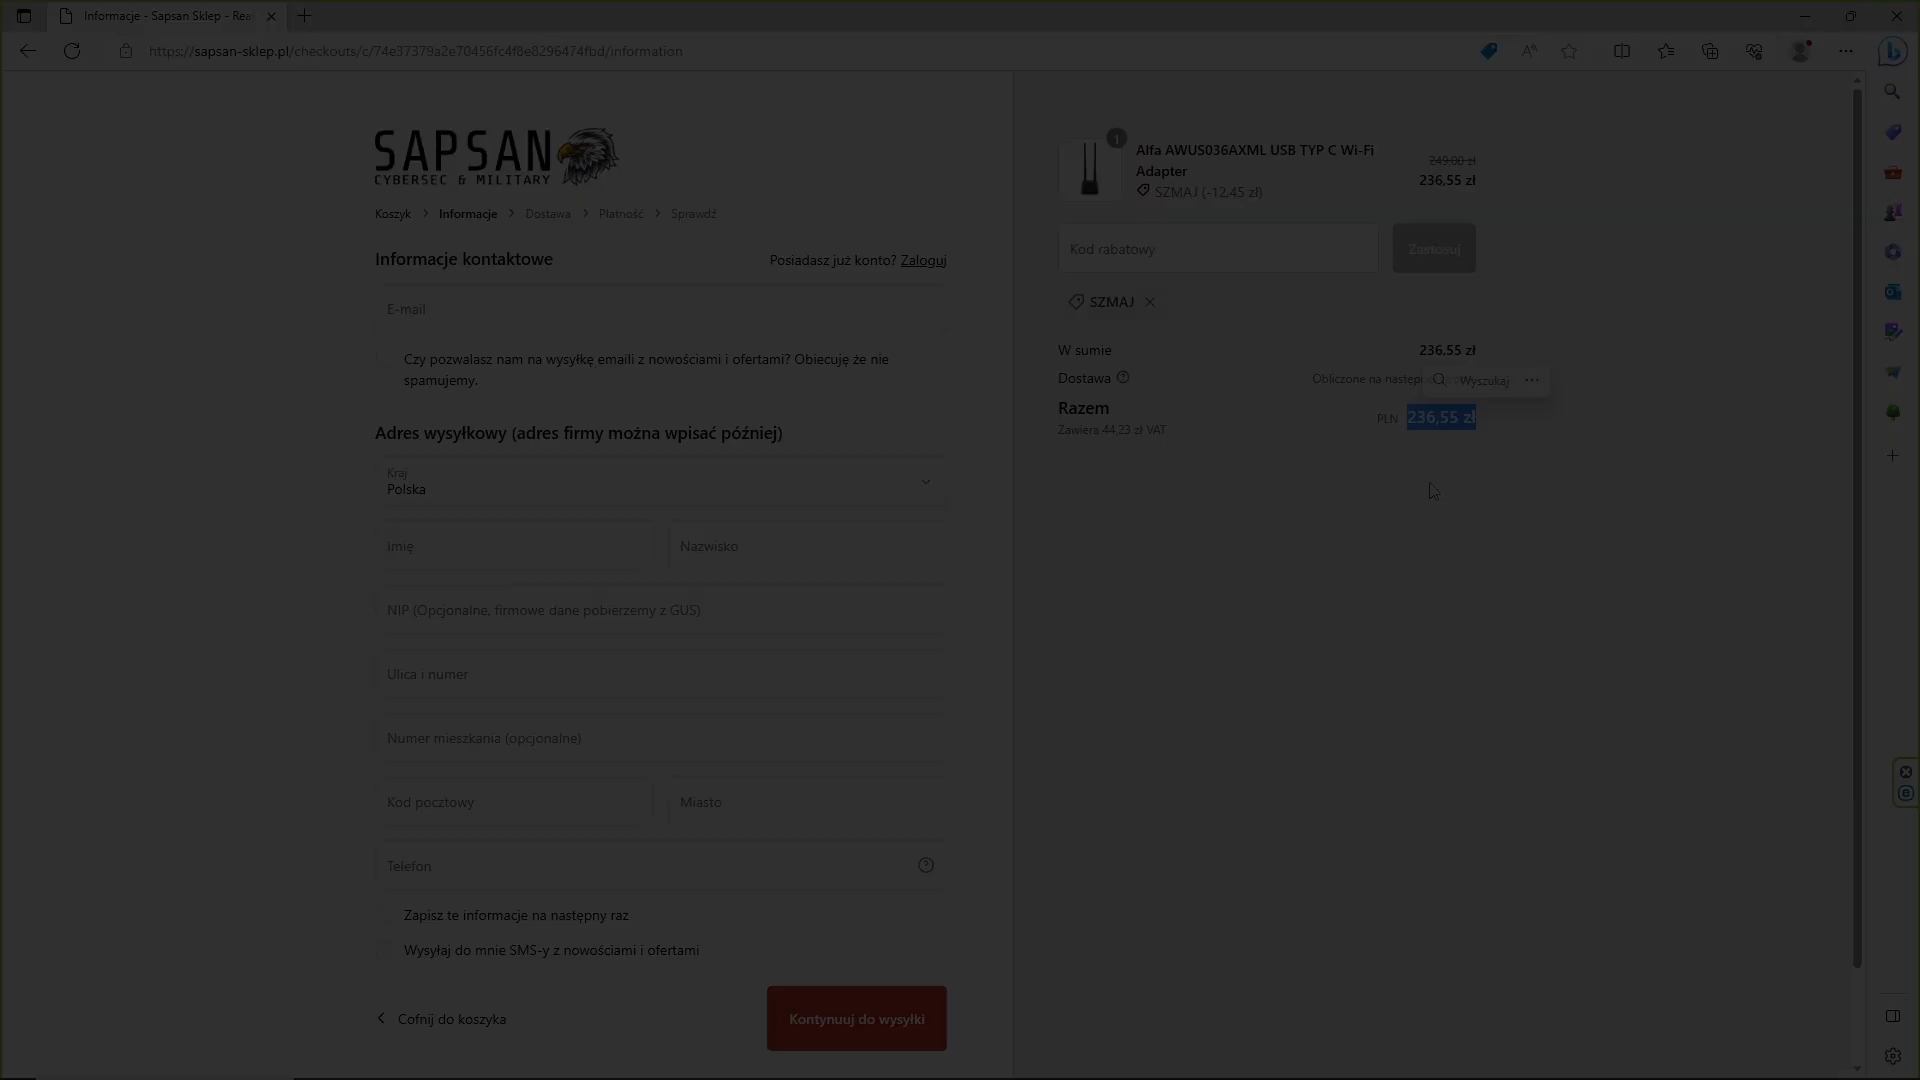 Informacje - Sapsan Sklep - Rea
https://sapsan-sklep.pl/checkouts/c/74e37379a2e70456fc4f8e8296474fbd/information
SAPSAN
CYBERSEC & MILITARY
Koszyk > Informacje > Dostawa > Płatność > Sprawdź
Informacje kontaktowe
Posiadasz już konto? Zaloguj
E-mail
Czy pozwalasz nam na wysyłkę emaili z nowościami i ofertami? Obiecuję że nie
spamujemy.
Adres wysyłkowy (adres firmy można wpisać później)
Kraj
Polska
Imię
Nazwisko
NIP (Opcjonalne, firmowe dane pobierzemy z GUS)
Ulica i numer
Numer mieszkania (opcjonalne)
Kod pocztowy
Miasto
Telefon
Zapisz te informacje na następny raz
Wysyłaj do mnie SMS-y z nowościami i ofertami
Cofnij do koszyka
Kontynuuj do wysyłki
1
Alfa AWUS036AXML USB TYP C Wi-Fi
Adapter
SZMAJ (-12,45 zł)
249,00 zł
236,55 zł
Kod rabatowy
Zastosuj
SZMAJ
W sumie
236,55 zł
Dostawa
Obliczone na następ
Wyszukaj
Razem
PLN 236,55 zł
Zawiera 44,23 zł VAT